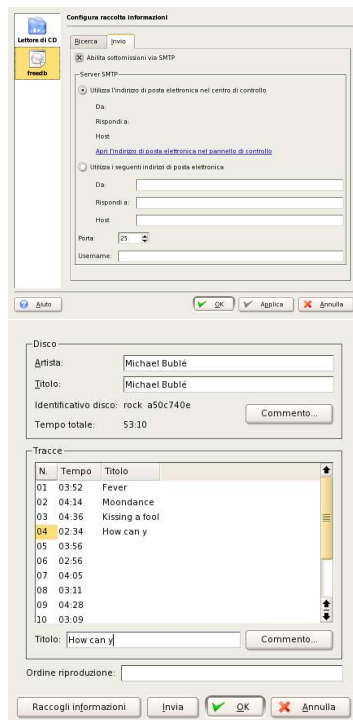 Configura raccolta informazioni
Lettore di CD
freedb
Ricerca Invio
Abilita sottomissioni via SMTP
Server SMTP
Utilizza l'indirizzo di posta elettronica nel centro di controllo
Da:
Rispondi a:
Host
Apri l'indirizzo di posta elettronica nel pannello di controllo
Utilizza i seguenti indirizzi di posta elettronica
Da:
Rispondi a:
Host
Porta: 25
Username:
Aiuto OK Applica Annulla
Disco
Artista: Michael Bublé
Titolo: Michael Bublé
Identificativo disco: rock a50c740e
Commento...
Tempo totale: 53:10
Tracce
N. Tempo Titolo
01 03:52 Fever
02 04:14 Moondance
03 04:36 Kissing a fool
04 02:34 How can y
05 03:56
06 02:56
07 04:05
08 03:11
09 04:28
10 03:09
Titolo: How can y Commento...
Ordine riproduzione:
Raccogli informazioni Invia OK Annulla